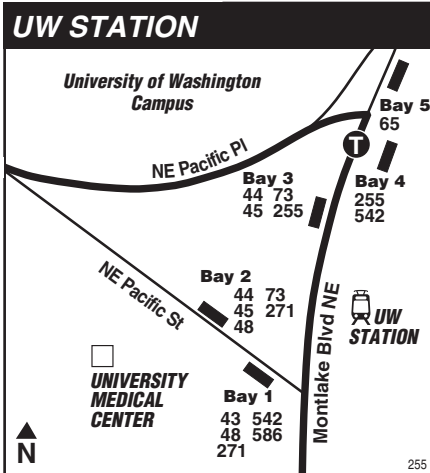 UW STATION
University of Washington
Campus
Bay 5
65
NE Pacific Pl
T
Bay 3
44 73
45 255
Bay 4
255
542
NE Pacific St
Bay 2
44 73
45 271
48
Montlake Blvd NE
UW
STATION
UNIVERSITY
MEDICAL
CENTER
Bay 1
43 542
48 586
271
N
255